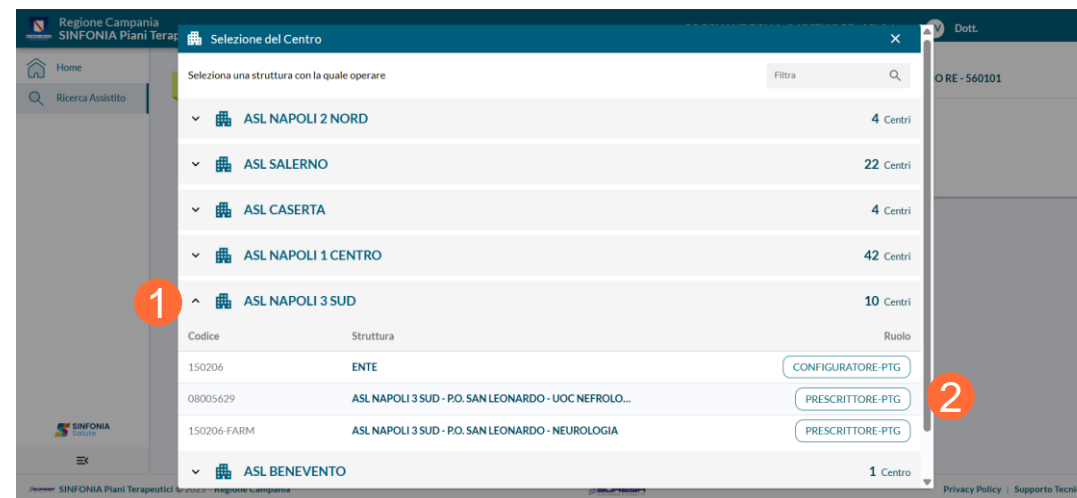 Regione Campania
SINFONIA Piani Terap
Dott.
Selezione del Centro
Home
Ricerca Assistito
Seleziona una struttura con la quale operare
Filtra
O RE - 560101
ASL NAPOLI 2 NORD 4 Centri
ASL SALERNO 22 Centri
ASL CASERTA 4 Centri
ASL NAPOLI 1 CENTRO 42 Centri
1
ASL NAPOLI 3 SUD 10 Centri
Codice Struttura Ruolo
150206 ENTE CONFIGURATORE-PTG
08005629 ASL NAPOLI 3 SUD - P.O. SAN LEONARDO - UOC NEFROLO... PRESCRITTORE-PTG
2
150206-FARM ASL NAPOLI 3 SUD - P.O. SAN LEONARDO - NEUROLOGIA PRESCRITTORE-PTG
SINFONIA
Salute
ASL BENEVENTO 1 Centro
SINFONIA Piani Terapeutici © 2025 - Regione Campania
Privacy Policy | Supporto Tecni